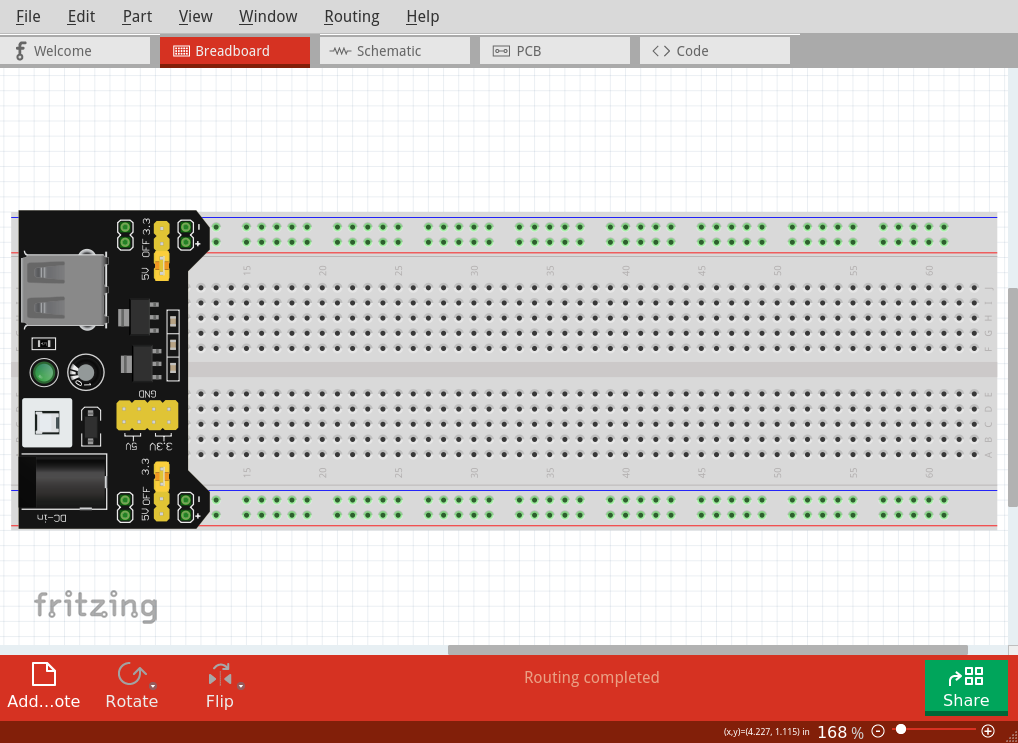 File Edit Part View Window Routing Help
Welcome Breadboard Schematic PCB Code
5V OFF 3.3
-
+
15 20 25 30 35 40 45 50 55 60
J
I
H
G
F
GND
5V 3.3V
E
D
C
B
A
15 20 25 30 35 40 45 50 55 60
5V OFF 3.3
-
+
DC-in
fritzing
Add...ote Rotate Flip
Routing completed
Share
(x,y)=(4.227, 1.115) in 168 %